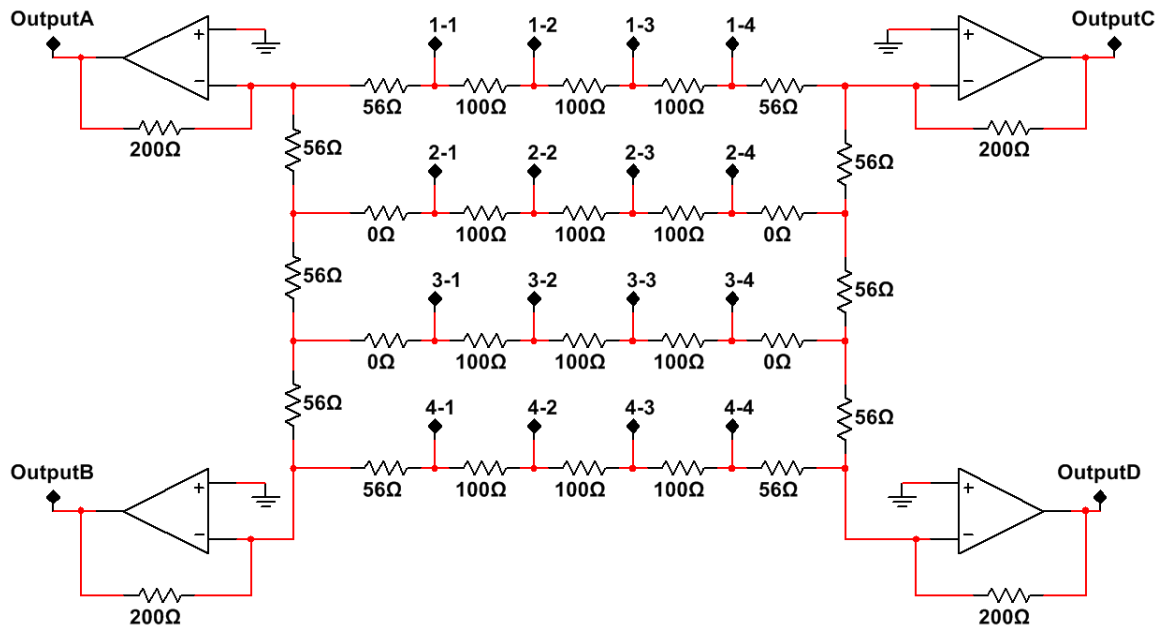 OutputA 1-1 1-2 1-3 1-4 OutputC
+ +
− −
56Ω 100Ω 100Ω 100Ω 56Ω
200Ω 200Ω
56Ω 56Ω
2-1 2-2 2-3 2-4
0Ω 100Ω 100Ω 100Ω 0Ω
56Ω 56Ω
3-1 3-2 3-3 3-4
0Ω 100Ω 100Ω 100Ω 0Ω
56Ω 56Ω
4-1 4-2 4-3 4-4
OutputB OutputD
56Ω 100Ω 100Ω 100Ω 56Ω
+ +
− −
200Ω 200Ω